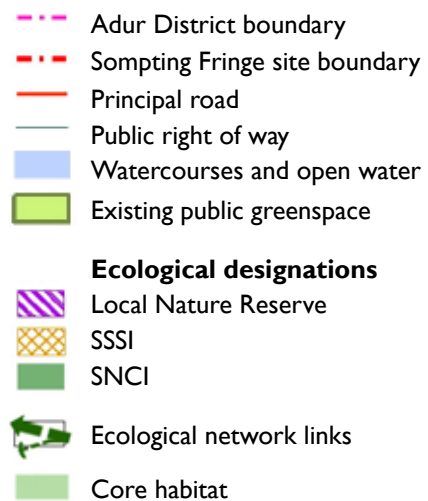 Adur District boundary
Sompting Fringe site boundary
Principal road
Public right of way
Watercourses and open water
Existing public greenspace
Ecological designations
Local Nature Reserve
SSSI
SNCI
Ecological network links
Core habitat